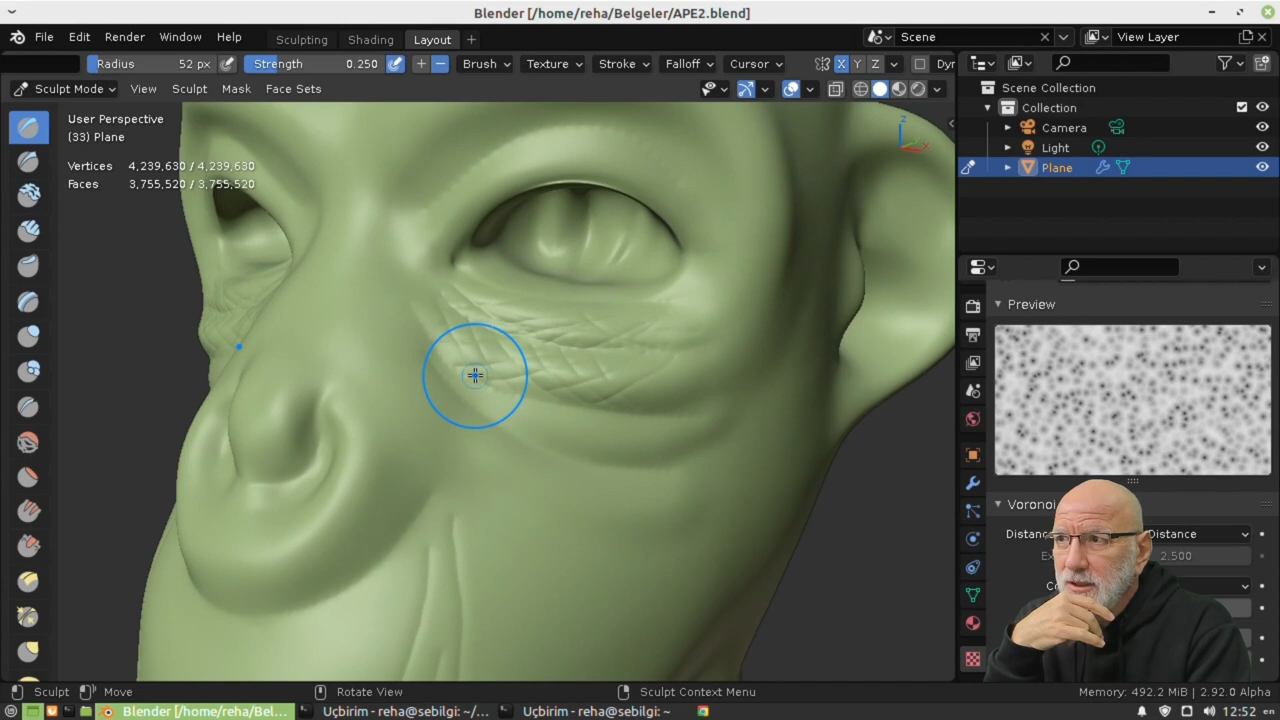 Blender [/home/reha/Belgeler/APE2.blend]
File Edit Render Window Help Sculpting Shading Layout + Scene View Layer
Radius 52 px Strength 0.250 Brush Texture Stroke Falloff Cursor X Y Z Dyr
Sculpt Mode View Sculpt Mask Face Sets
User Perspective
(33) Plane
Vertices 4,239,630 / 4,239,630
Faces 3,755,520 / 3,755,520
Z
Scene Collection
Collection
Camera
Light
Plane
Preview
Voronoi
Distance
2.500
Sculpt Move Rotate View Sculpt Context Menu Memory: 492.2 MiB | 2.92.0 Alpha
Blender [/home/reha/Bel... Uçbirim - reha@sebilgi: ~/... Uçbirim - reha@sebilgi: ~ 12:52 en